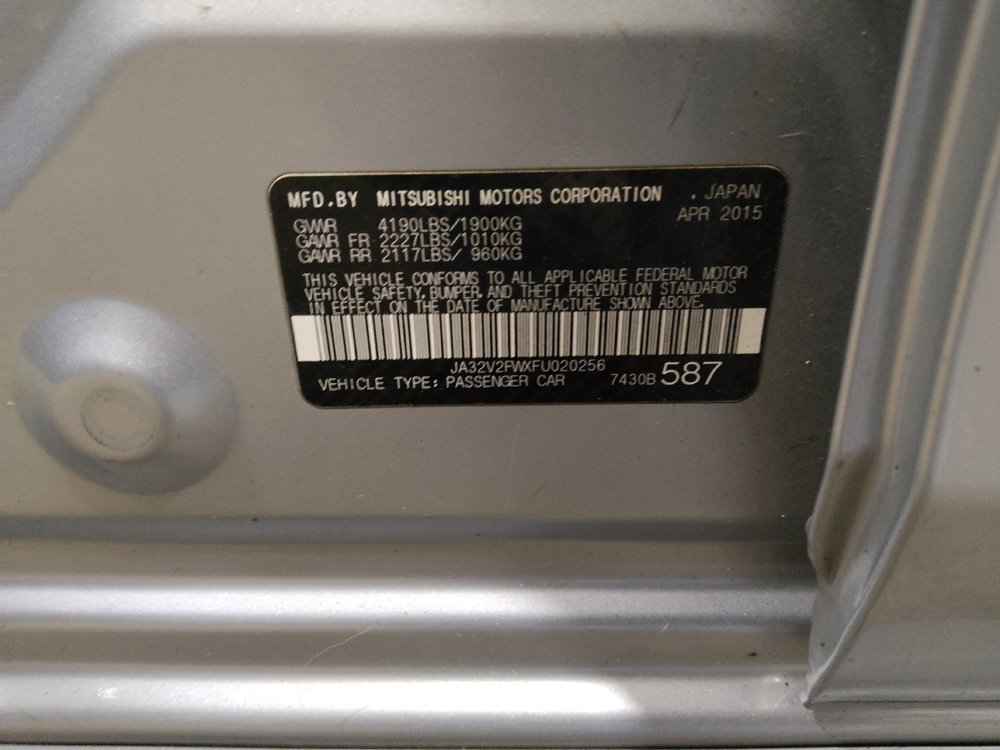 MFD.BY MITSUBISHI MOTORS CORPORATION . JAPAN
APR 2015
GVWR 4190LBS/1900KG
GAWR FR 2227LBS/1010KG
GAWR RR 2117LBS/ 960KG
THIS VEHICLE CONFORMS TO ALL APPLICABLE FEDERAL MOTOR
VEHICLE SAFETY, BUMPER, AND THEFT PREVENTION STANDARDS
IN EFFECT ON THE DATE OF MANUFACTURE SHOWN ABOVE.
JA32V2FWXFU020256
VEHICLE TYPE: PASSENGER CAR 7430B 587